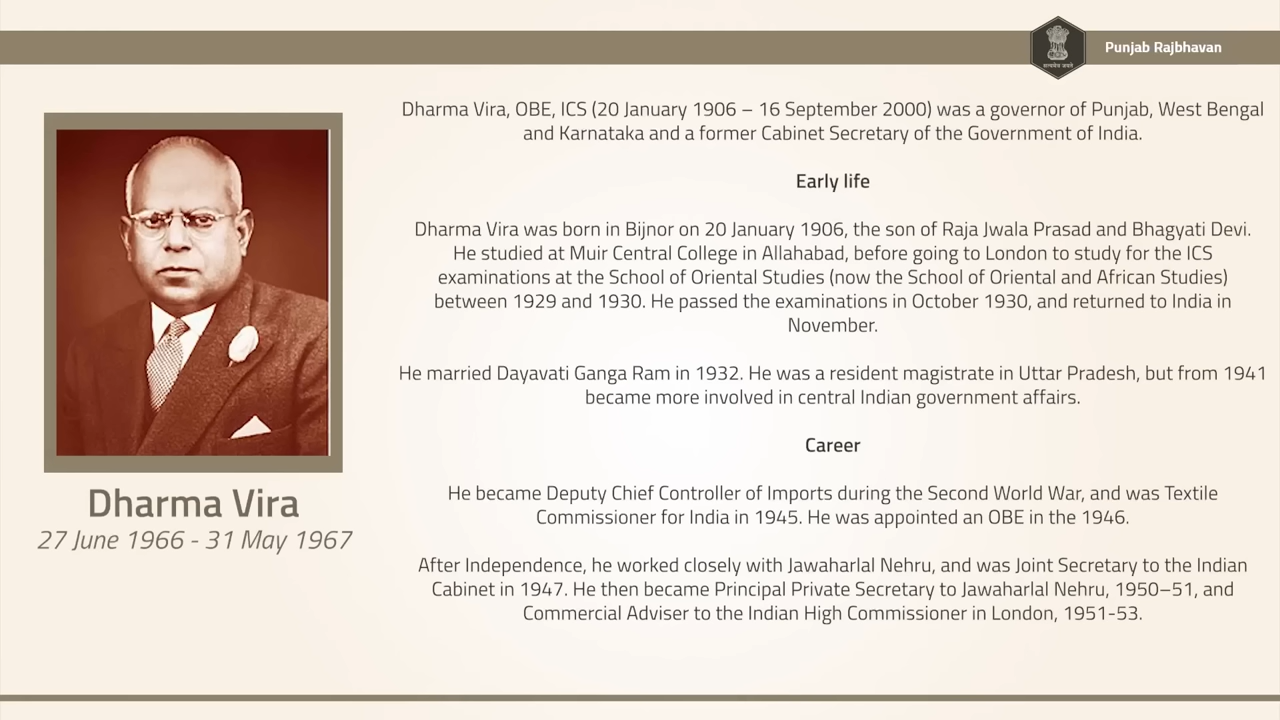 Punjab Rajbhavan
सत्यमेव जयते
Dharma Vira, OBE, ICS (20 January 1906 – 16 September 2000) was a governor of Punjab, West Bengal
and Karnataka and a former Cabinet Secretary of the Government of India.
Early life
Dharma Vira was born in Bijnor on 20 January 1906, the son of Raja Jwala Prasad and Bhagyati Devi.
He studied at Muir Central College in Allahabad, before going to London to study for the ICS
examinations at the School of Oriental Studies (now the School of Oriental and African Studies)
between 1929 and 1930. He passed the examinations in October 1930, and returned to India in
November.
He married Dayavati Ganga Ram in 1932. He was a resident magistrate in Uttar Pradesh, but from 1941
became more involved in central Indian government affairs.
Career
He became Deputy Chief Controller of Imports during the Second World War, and was Textile
Commissioner for India in 1945. He was appointed an OBE in the 1946.
After Independence, he worked closely with Jawaharlal Nehru, and was Joint Secretary to the Indian
Cabinet in 1947. He then became Principal Private Secretary to Jawaharlal Nehru, 1950–51, and
Commercial Adviser to the Indian High Commissioner in London, 1951-53.
Dharma Vira
27 June 1966 - 31 May 1967